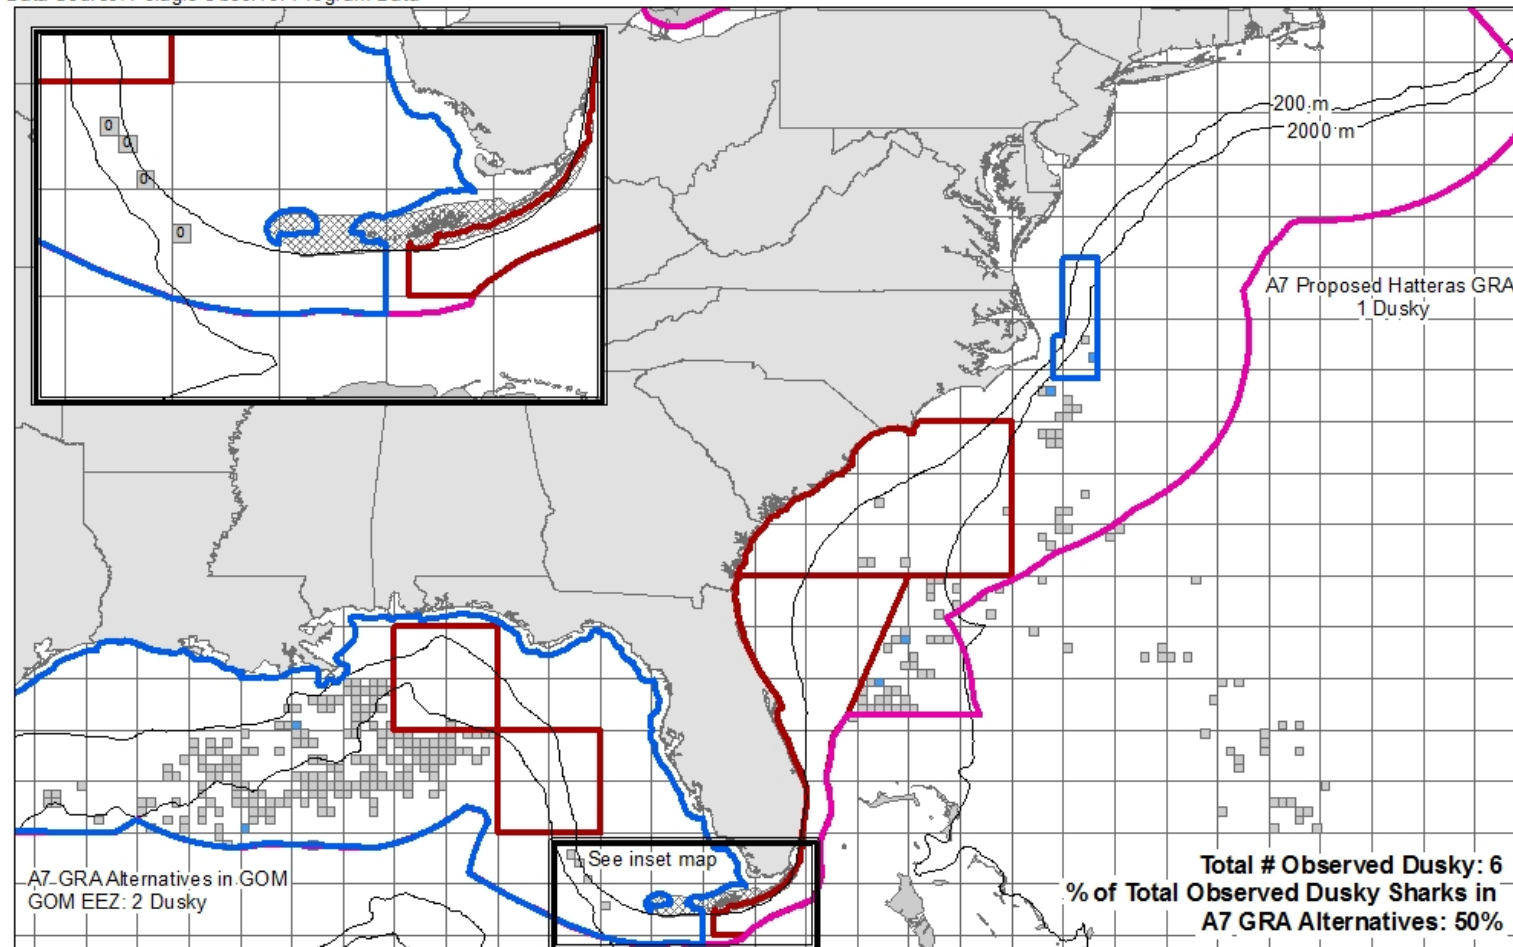 200 m
2000 m
0
0
0
0
A7 Proposed Hatteras GRA
1 Dusky
See inset map
A7 GRA Alternatives in GOM
GOM EEZ: 2 Dusky
Total # Observed Dusky: 6
% of Total Observed Dusky Sharks in
A7 GRA Alternatives: 50%